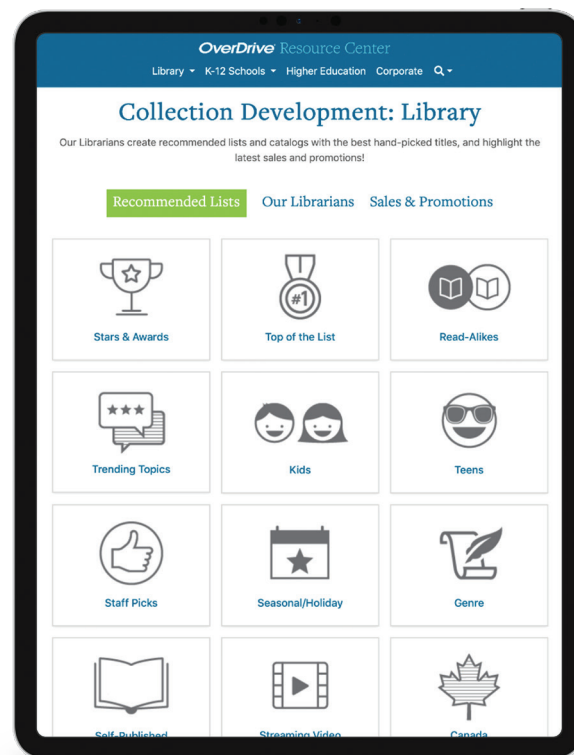 OverDrive Resource Center
Library K-12 Schools Higher Education Corporate
Collection Development: Library
Our Librarians create recommended lists and catalogs with the best hand-picked titles, and highlight the
latest sales and promotions!
Recommended Lists Our Librarians Sales & Promotions
#1
Stars & Awards Top of the List Read-Alikes
Trending Topics Kids Teens
Staff Picks Seasonal/Holiday Genre
Self-Published Streaming Video Canada